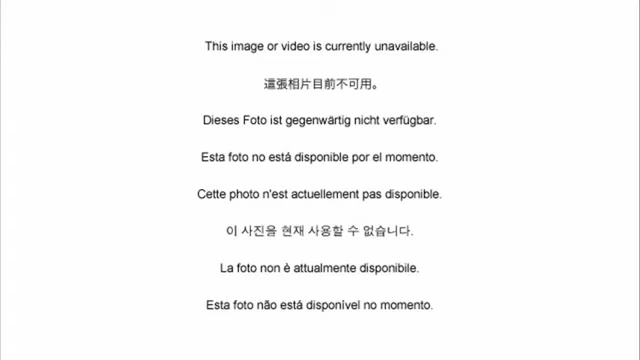 This image or video is currently unavailable.
這張相片目前不可用。
Dieses Foto ist gegenwärtig nicht verfügbar.
Esta foto no está disponible por el momento.
Cette photo n'est actuellement pas disponible.
이 사진을 현재 사용할 수 없습니다.
La foto non è attualmente disponibile.
Esta foto não está disponível no momento.